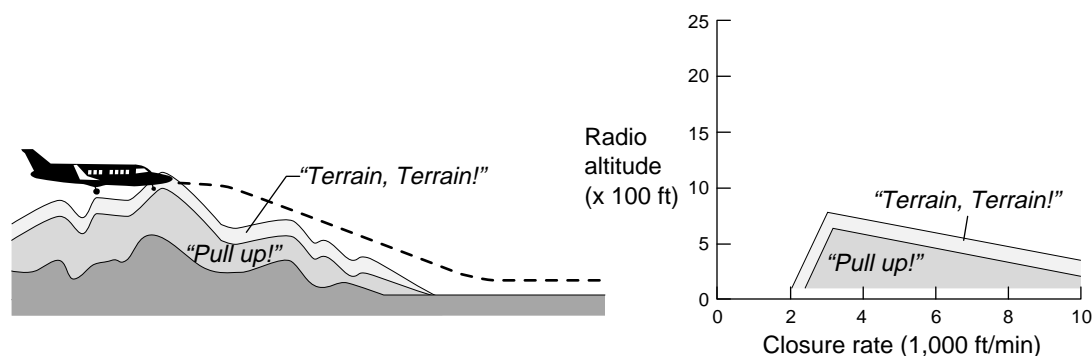 “Terrain, Terrain!”
“Pull up!”
Radio
altitude
(x 100 ft)
25
20
15
10
5
0
“Terrain, Terrain!”
“Pull up!”
0 2 4 6 8 10
Closure rate (1,000 ft/min)